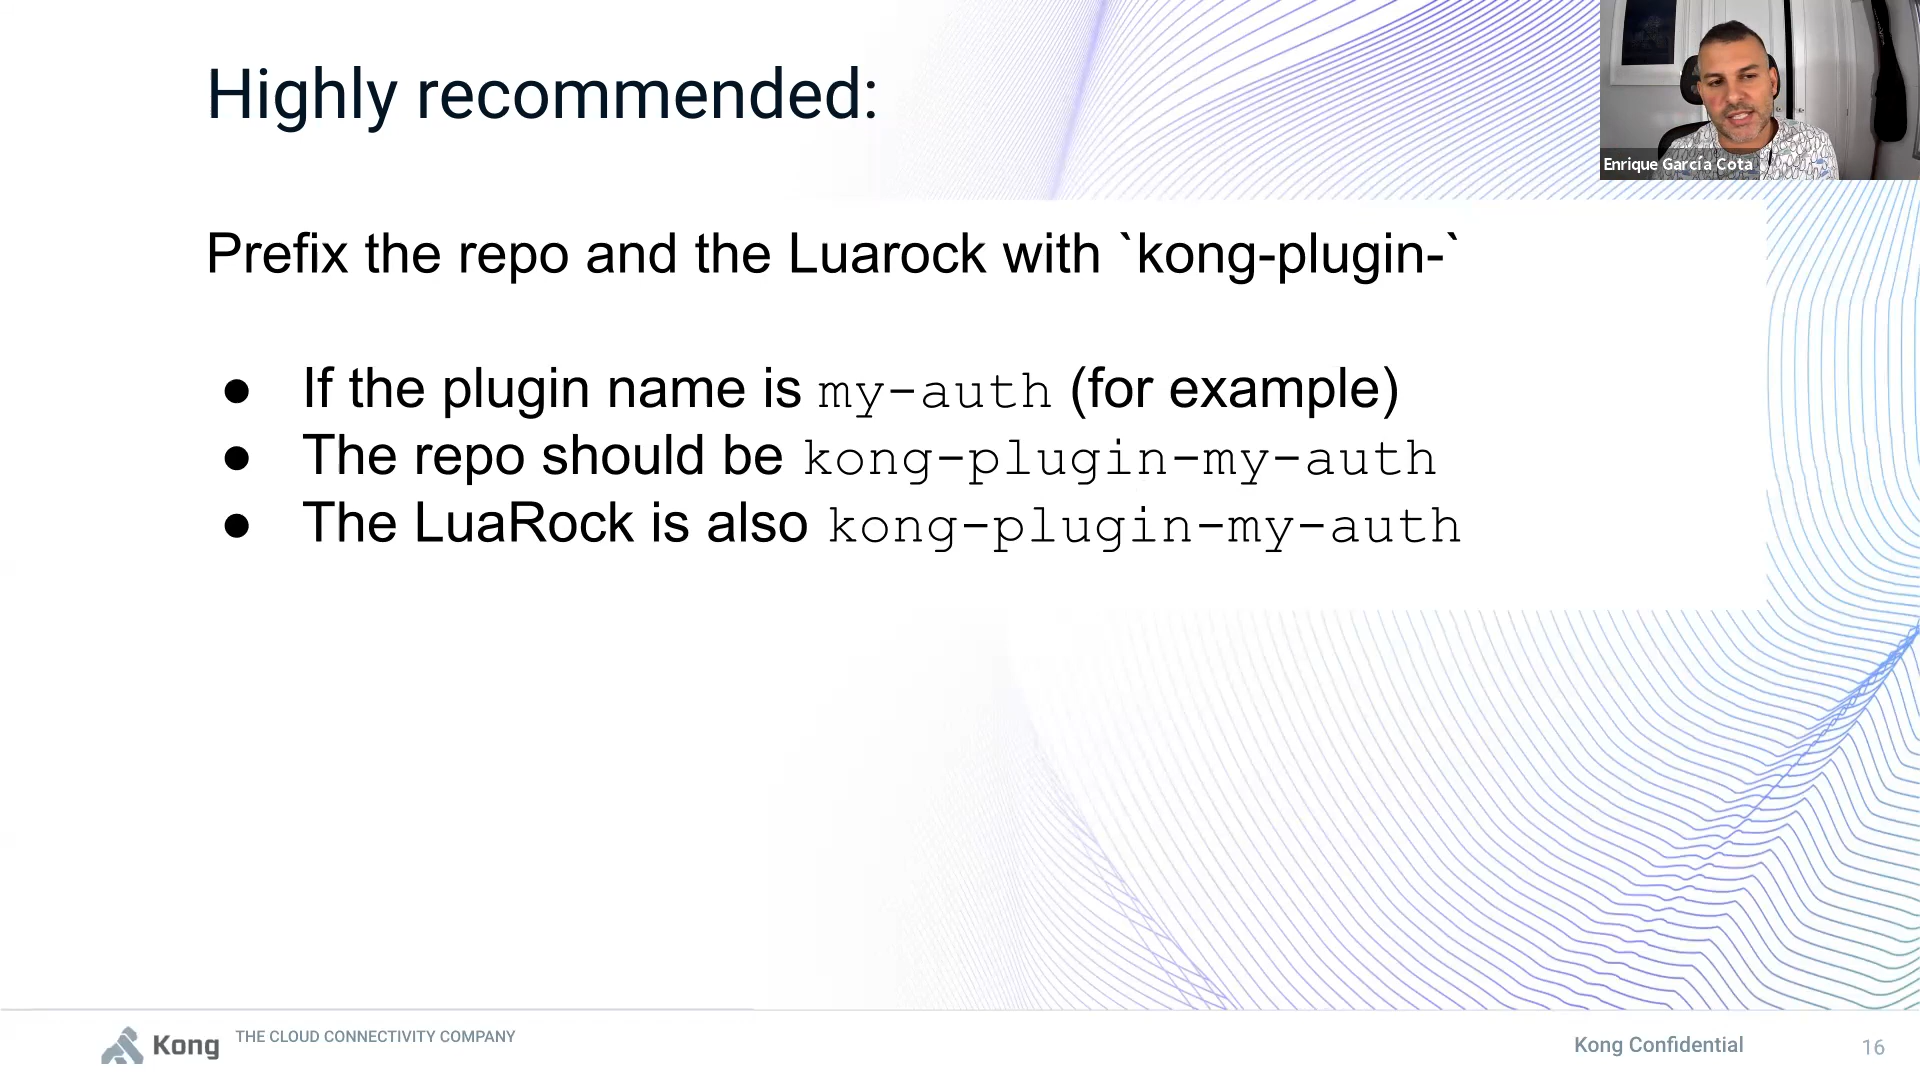 Highly recommended:
Enrique García Cota
Prefix the repo and the Luarock with `kong-plugin-`
● If the plugin name is my-auth (for example)
● The repo should be kong-plugin-my-auth
● The LuaRock is also kong-plugin-my-auth
Kong THE CLOUD CONNECTIVITY COMPANY
Kong Confidential 16